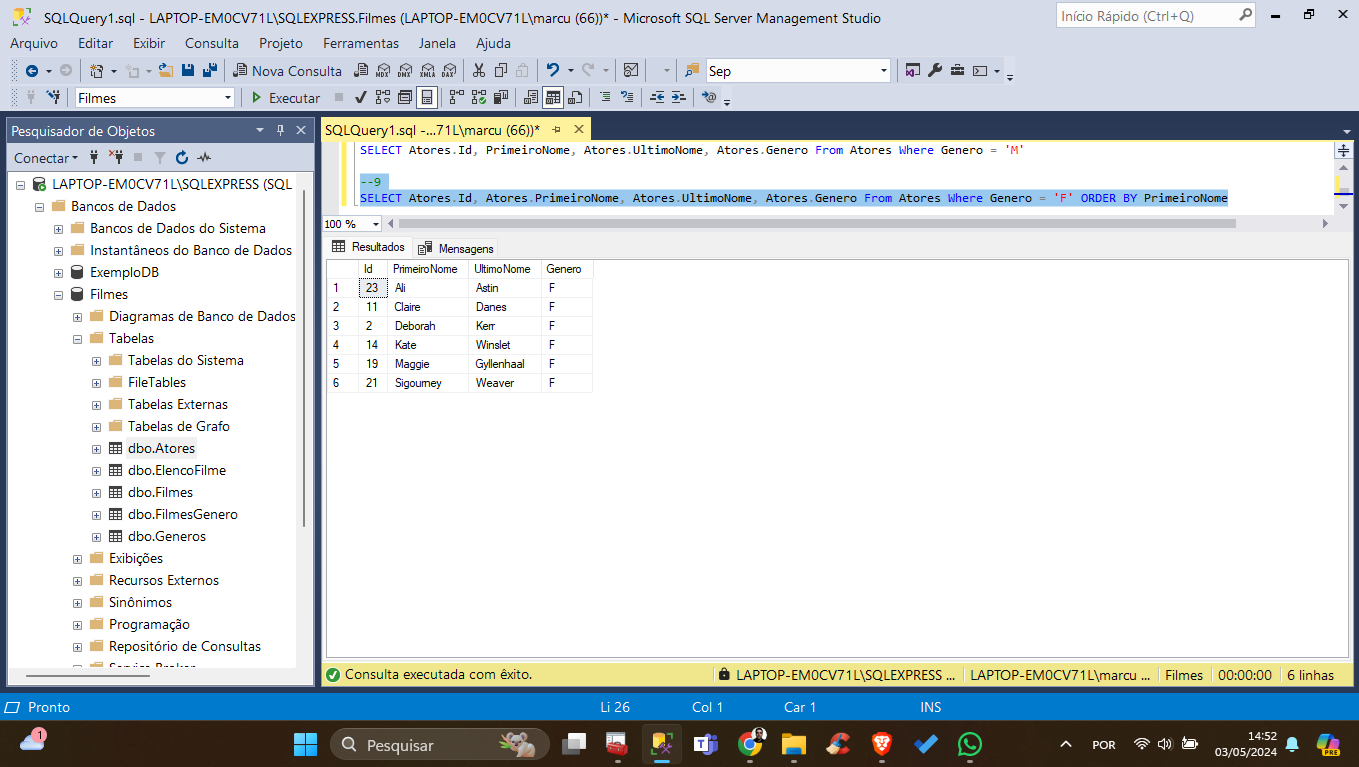 SQLQuery1.sql - LAPTOP-EM0CV71L\SQLEXPRESS.Filmes (LAPTOP-EM0CV71L\marcu (66))* - Microsoft SQL Server Management Studio
Início Rápido (Ctrl+Q)
Arquivo Editar Exibir Consulta Projeto Ferramentas Janela Ajuda
Nova Consulta MDX DMX XMLA DAX Sep
Filmes Executar
Pesquisador de Objetos
SQLQuery1.sql -...71L\marcu (66))*
Conectar
LAPTOP-EM0CV71L\SQLEXPRESS (SQL
Bancos de Dados
Bancos de Dados do Sistema
Instantâneos do Banco de Dados
ExemploDB
Filmes
Diagramas de Banco de Dados
Tabelas
Tabelas do Sistema
FileTables
Tabelas Externas
Tabelas de Grafo
dbo.Atores
dbo.ElencoFilme
dbo.Filmes
dbo.FilmesGenero
dbo.Generos
Exibições
Recursos Externos
Sinônimos
Programação
Repositório de Consultas
Service Broker
SELECT Atores.Id, PrimeiroNome, Atores.UltimoNome, Atores.Genero From Atores Where Genero = 'M'
--9
SELECT Atores.Id, Atores.PrimeiroNome, Atores.UltimoNome, Atores.Genero From Atores Where Genero = 'F' ORDER BY PrimeiroNome
100 %
Resultados Mensagens
Id PrimeiroNome UltimoNome Genero
1 23 Ali Astin F
2 11 Claire Danes F
3 2 Deborah Kerr F
4 14 Kate Winslet F
5 19 Maggie Gyllenhaal F
6 21 Sigourney Weaver F
Consulta executada com êxito.
LAPTOP-EM0CV71L\SQLEXPRESS ... LAPTOP-EM0CV71L\marcu ... Filmes 00:00:00 6 linhas
Pronto Li 26 Col 1 Car 1 INS
1
Pesquisar
POR
14:52
03/05/2024
PRE